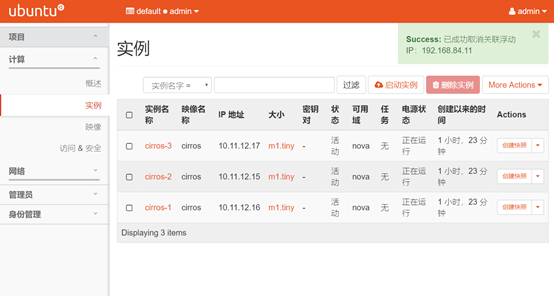 ubuntu
default ● admin
admin
项目
计算
概述
实例
映像
访问 & 安全
网络
管理员
身份管理
实例
Success: 已成功取消关联浮动
IP：192.168.84.11
×
实例名字 =
过滤
启动实例
删除实例
More Actions
实例名称
映像名称
IP 地址
大小
密钥对
状态
可用域
任务
电源状态
创建以来的时间
Actions
cirros-3 cirros 10.11.12.17 m1.tiny - 活动 nova 无 正在运行 1 小时，23 分钟 创建快照
cirros-2 cirros 10.11.12.15 m1.tiny - 活动 nova 无 正在运行 1 小时，23 分钟 创建快照
cirros-1 cirros 10.11.12.16 m1.tiny - 活动 nova 无 正在运行 1 小时，23 分钟 创建快照
Displaying 3 items